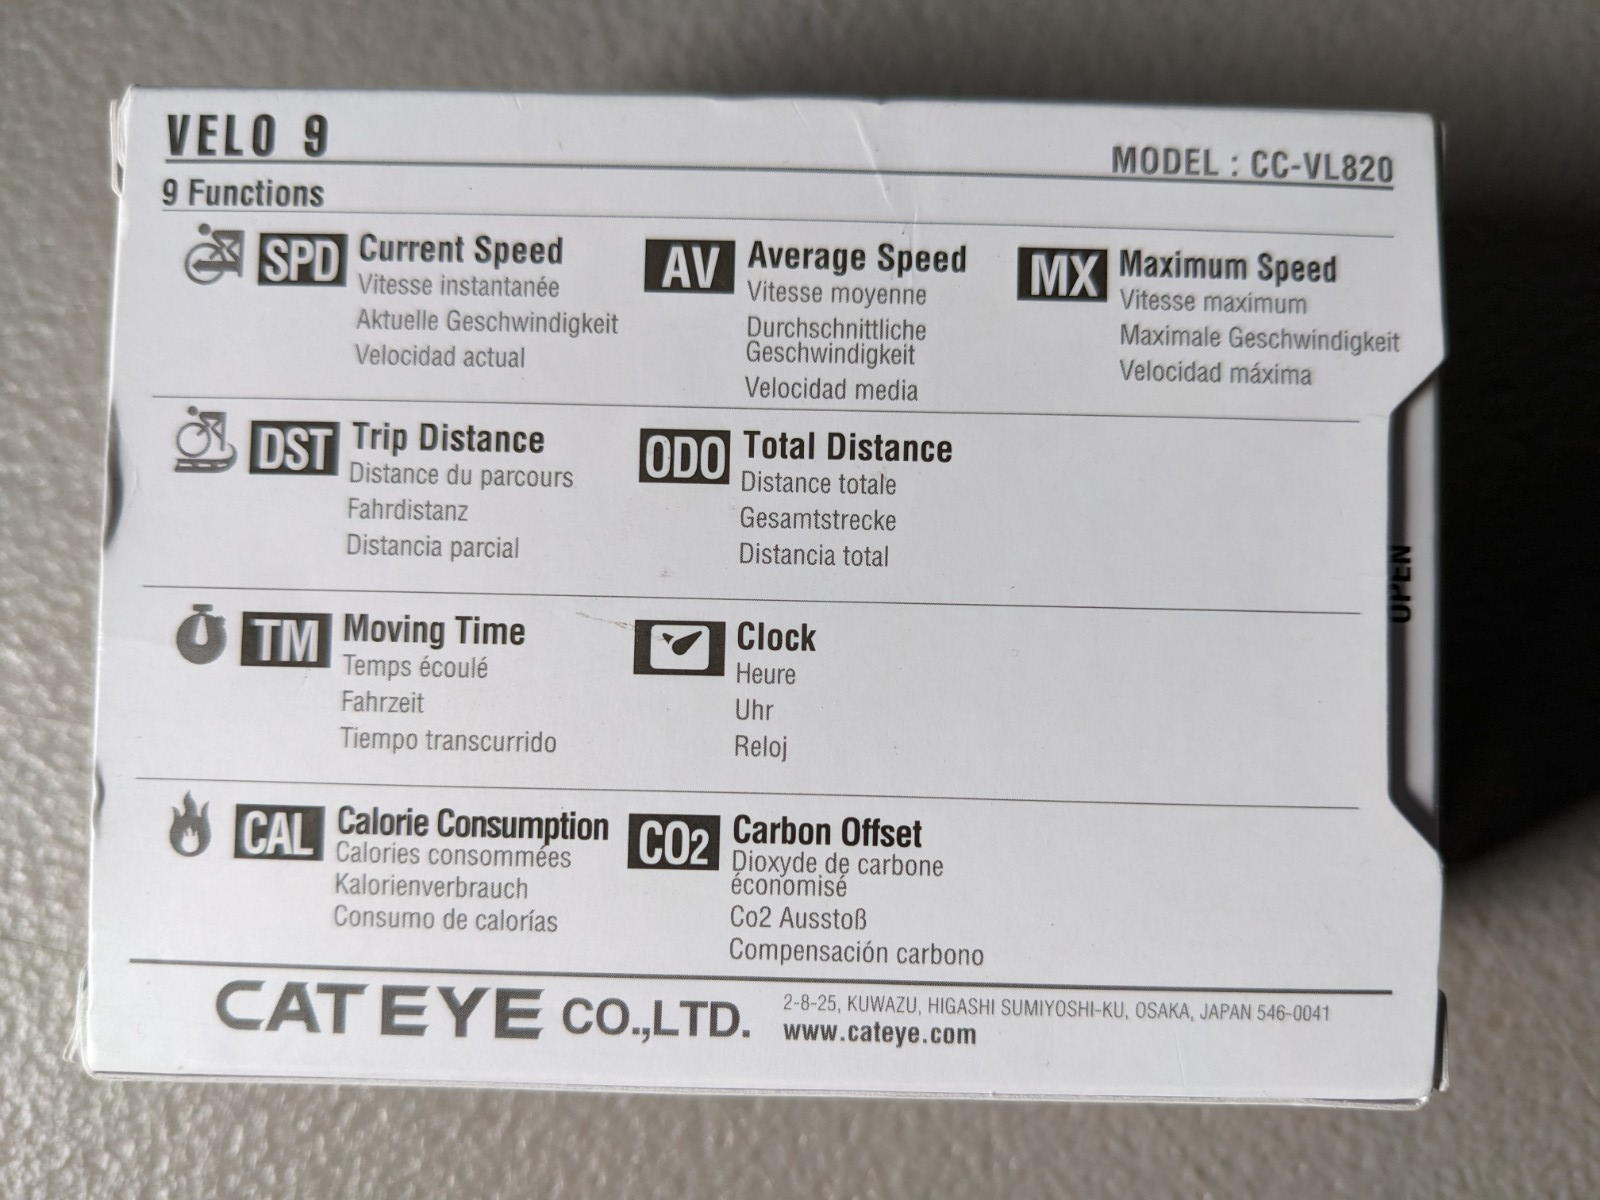 VELO 9
MODEL : CC-VL820
9 Functions
SPD
Current Speed
Vitesse instantanée
Aktuelle Geschwindigkeit
Velocidad actual
AV
Average Speed
Vitesse moyenne
Durchschnittliche
Geschwindigkeit
Velocidad media
MX
Maximum Speed
Vitesse maximum
Maximale Geschwindigkeit
Velocidad máxima
DST
Trip Distance
Distance du parcours
Fahrdistanz
Distancia parcial
ODO
Total Distance
Distance totale
Gesamtstrecke
Distancia total
TM
Moving Time
Temps écoulé
Fahrzeit
Tiempo transcurrido
Clock
Heure
Uhr
Reloj
CAL
Calorie Consumption
Calories consommées
Kalorienverbrauch
Consumo de calorías
CO2
Carbon Offset
Dioxyde de carbone
économisé
Co2 Ausstoß
Compensación carbono
OPEN
CATEYE CO.,LTD.
2-8-25, KUWAZU, HIGASHI SUMIYOSHI-KU, OSAKA, JAPAN 546-0041
www.cateye.com